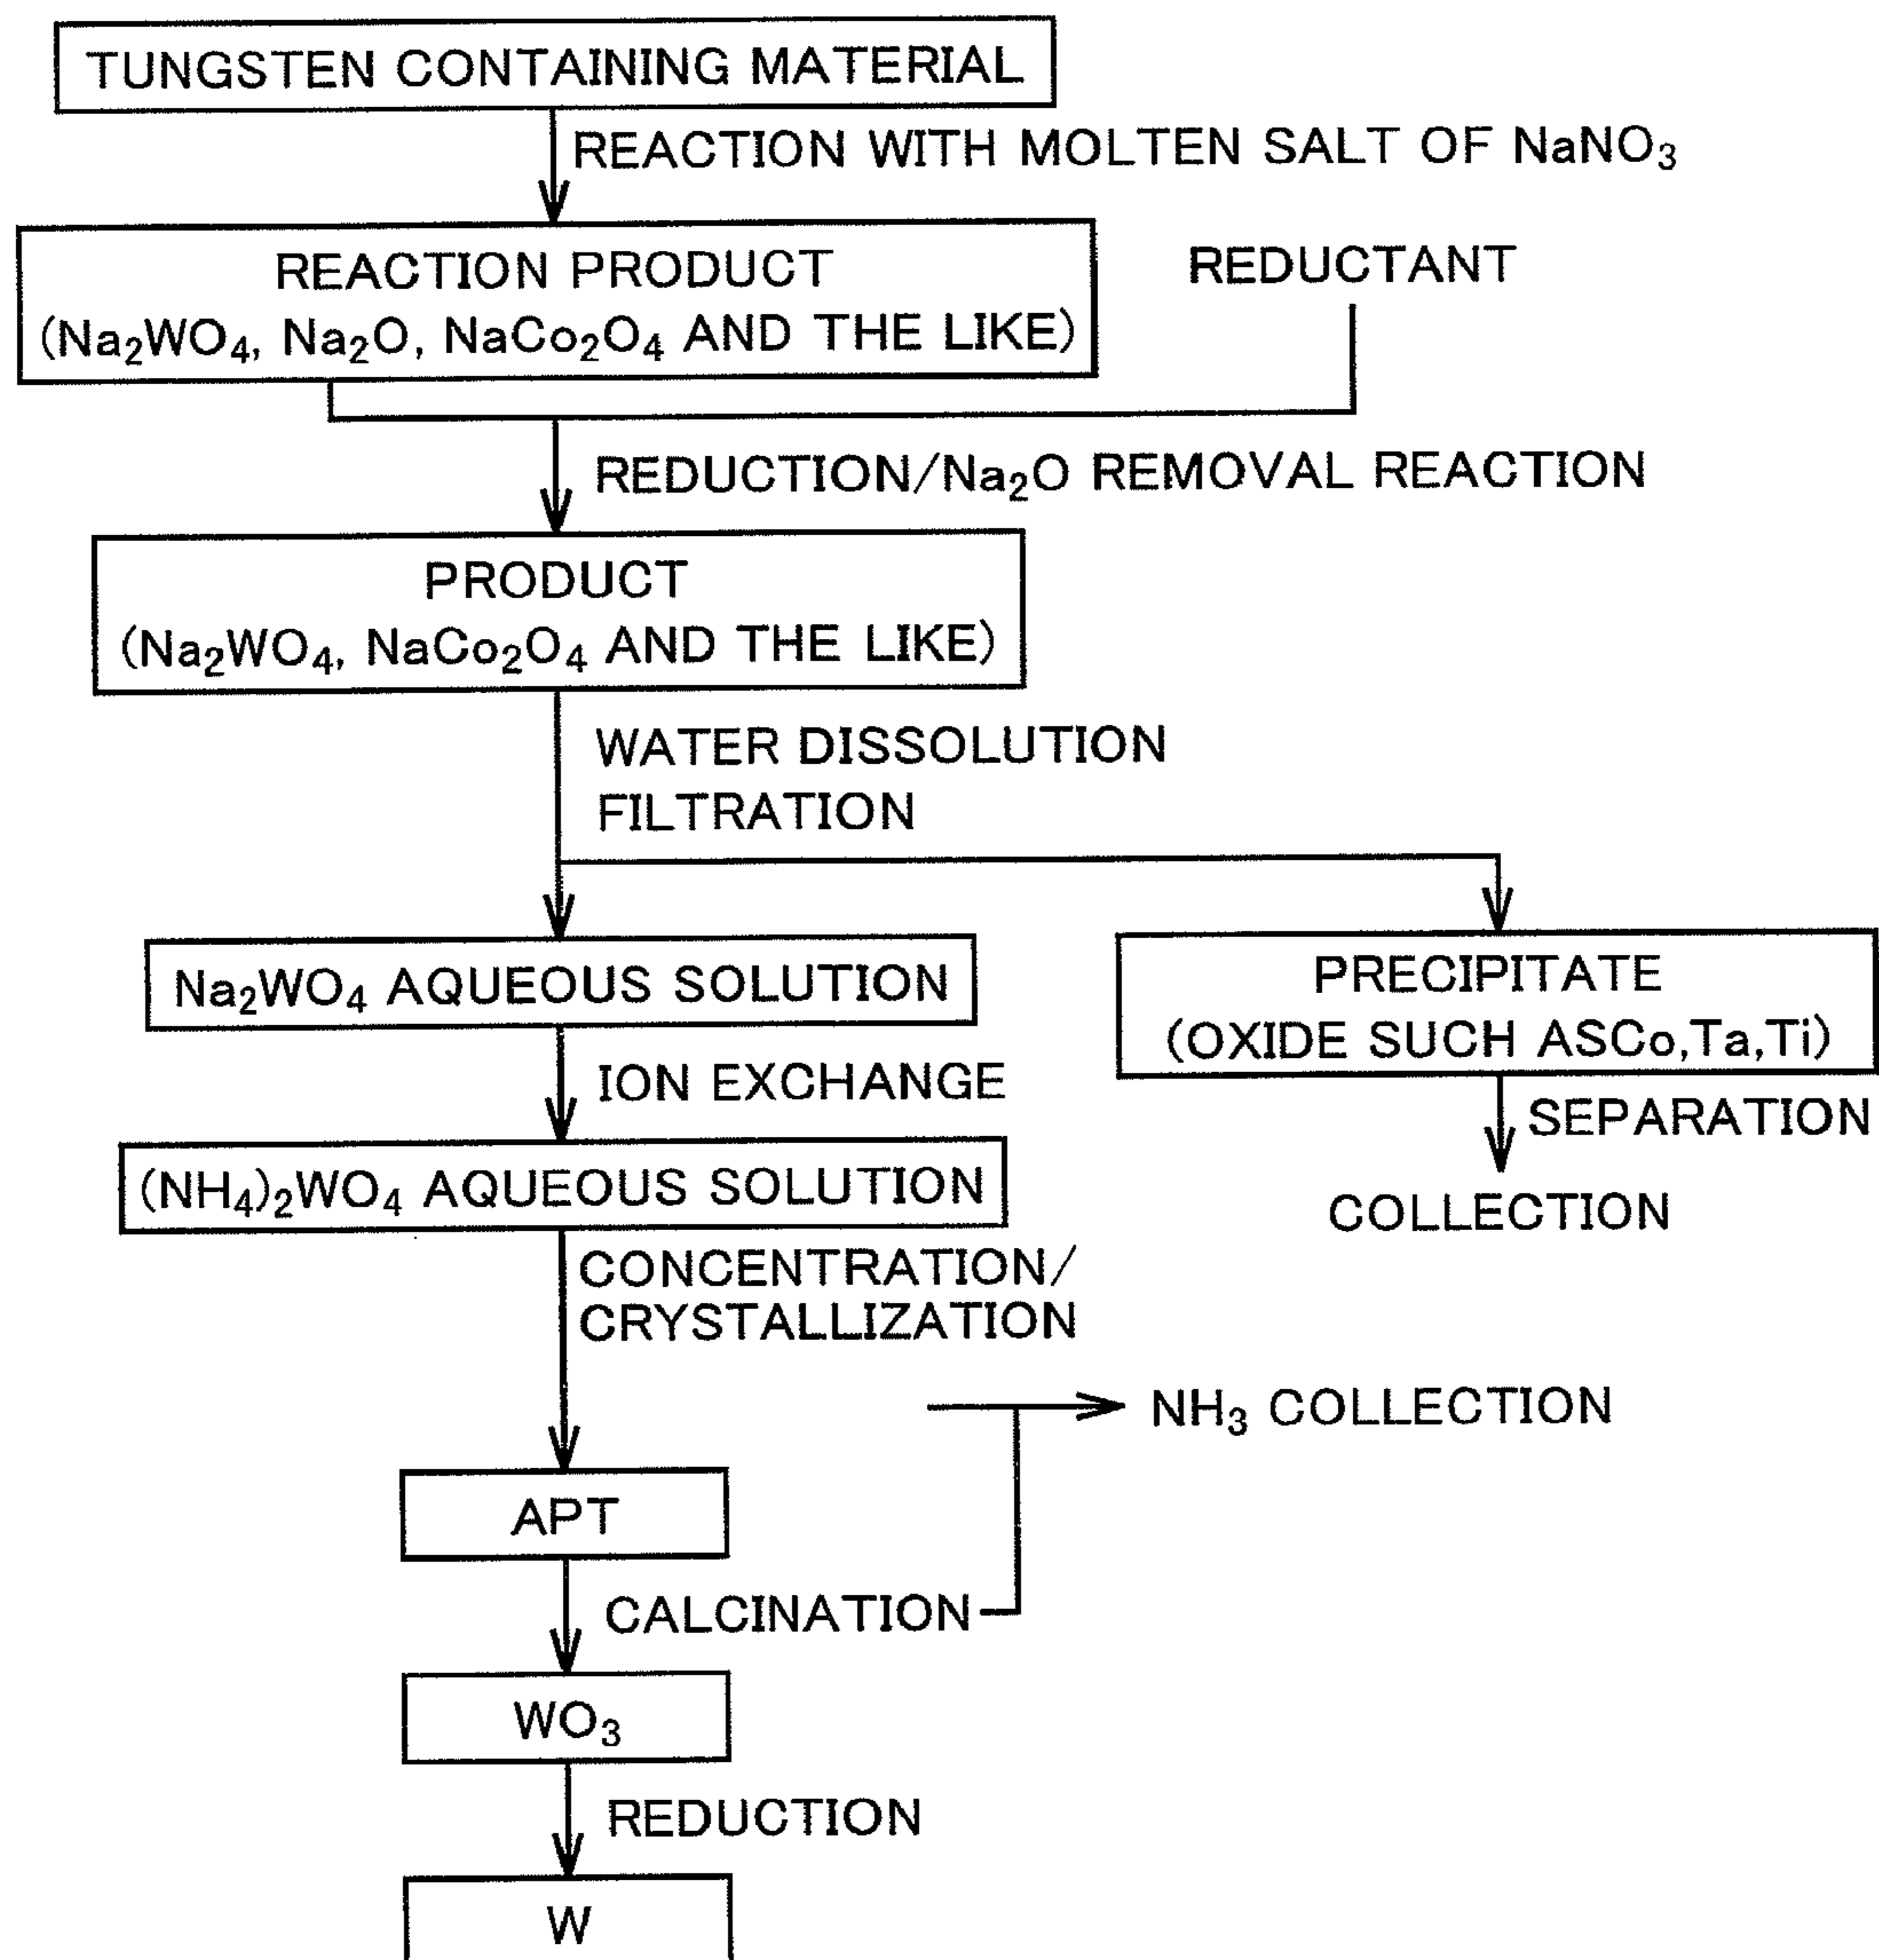 TUNGSTEN CONTAINING MATERIAL
REACTION WITH MOLTEN SALT OF NaNO₃
REACTION PRODUCT
(Na₂WO₄, Na₂O, NaCo₂O₄ AND THE LIKE)
REDUCTANT
REDUCTION/Na₂O REMOVAL REACTION
PRODUCT
(Na₂WO₄, NaCo₂O₄ AND THE LIKE)
WATER DISSOLUTION
FILTRATION
Na₂WO₄ AQUEOUS SOLUTION
PRECIPITATE
(OXIDE SUCH ASCo,Ta,Ti)
ION EXCHANGE
SEPARATION
(NH₄)₂WO₄ AQUEOUS SOLUTION
COLLECTION
CONCENTRATION/
CRYSTALLIZATION
NH₃ COLLECTION
APT
CALCINATION
WO₃
REDUCTION
W